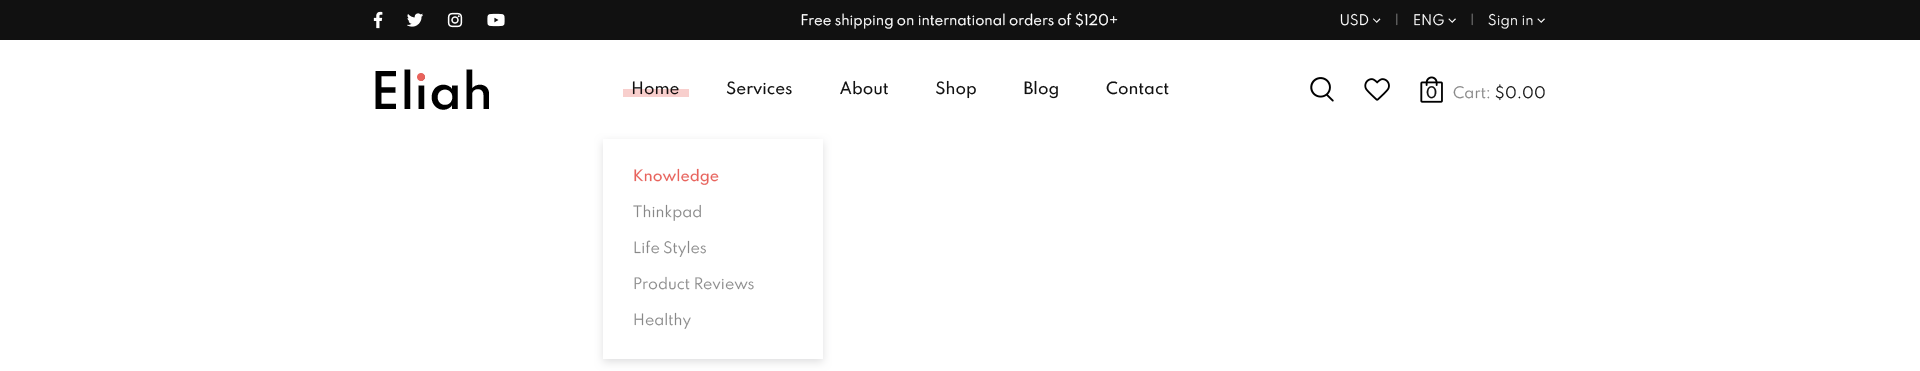 Free shipping on international orders of $120+
USD
ENG
Sign in
Eliah
Home
Services
About
Shop
Blog
Contact
0
Cart: $0.00
Knowledge
Thinkpad
Life Styles
Product Reviews
Healthy